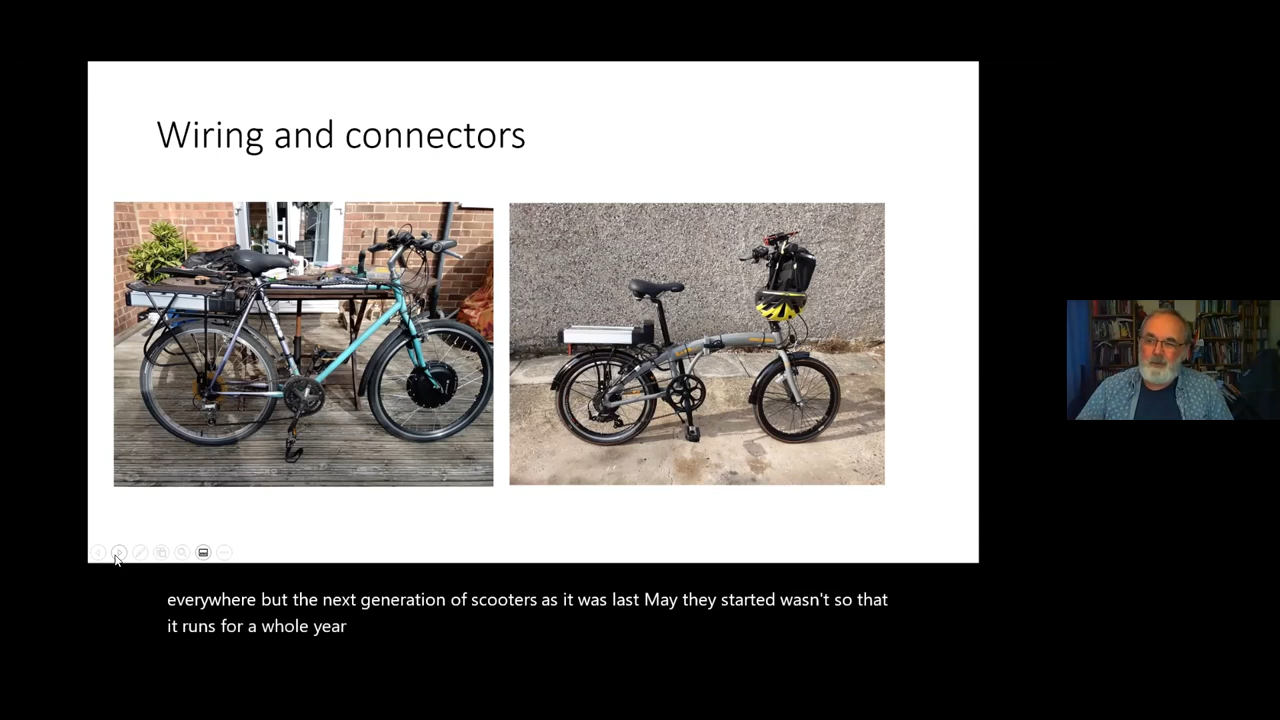 Wiring and connectors
everywhere but the next generation of scooters as it was last May they started wasn't so that
it runs for a whole year